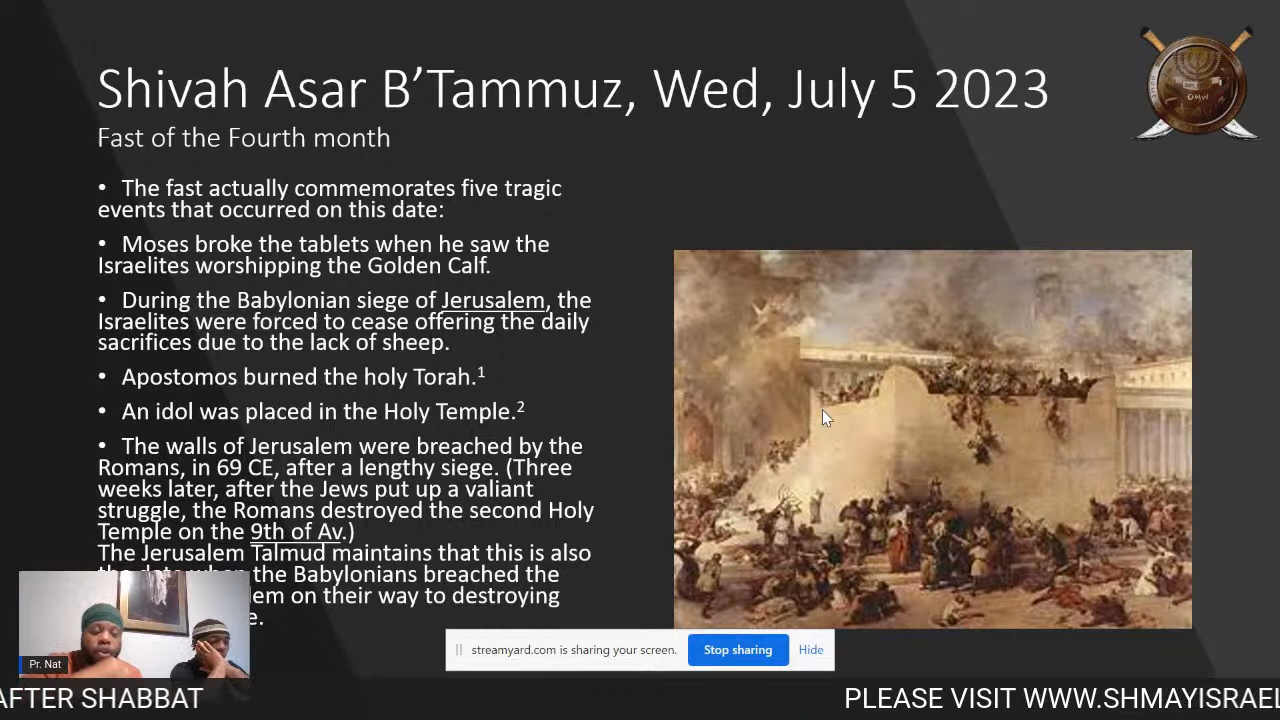 Shivah Asar B'Tammuz, Wed, July 5 2023
Fast of the Fourth month
• The fast actually commemorates five tragic
events that occurred on this date:
• Moses broke the tablets when he saw the
Israelites worshipping the Golden Calf.
• During the Babylonian siege of Jerusalem, the
Israelites were forced to cease offering the daily
sacrifices due to the lack of sheep.
• Apostomos burned the holy Torah.¹
• An idol was placed in the Holy Temple.²
• The walls of Jerusalem were breached by the
Romans, in 69 CE, after a lengthy siege. (Three
weeks later, after the Jews put up a valiant
struggle, the Romans destroyed the second Holy
Temple on the 9th of Av.)
The Jerusalem Talmud maintains that this is also
the Babylonians breached the
on their way to destroying
Pr. Nat
streamyard.com is sharing your screen.
Stop sharing
Hide
AFTER SHABBAT
PLEASE VISIT WWW.SHMAYISRAEL